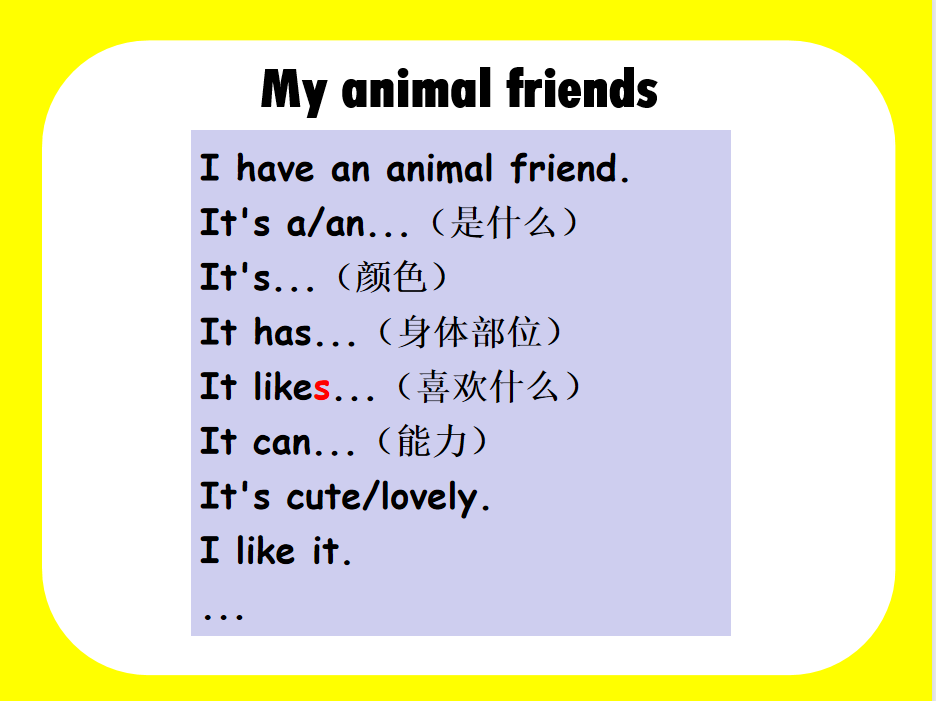 My animal friends
I have an animal friend.
It's a/an...（是什么）
It's...（颜色）
It has...（身体部位）
It likes...（喜欢什么）
It can...（能力）
It's cute/lovely.
I like it.
...